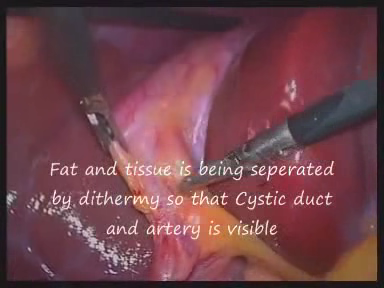 Fat and tissue is being seperated
by dithermy so that Cystic duct
and artery is visible